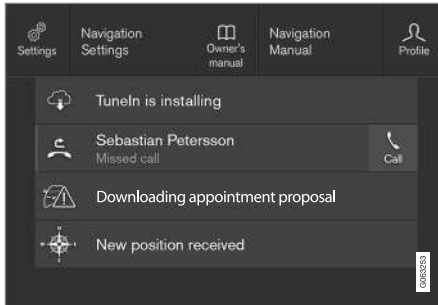 Settings
Navigation
Settings
Owner's
manual
Navigation
Manual
Profile
TuneIn is installing
Sebastian Petersson
Missed call
Call
Downloading appointment proposal
New position received
G063253